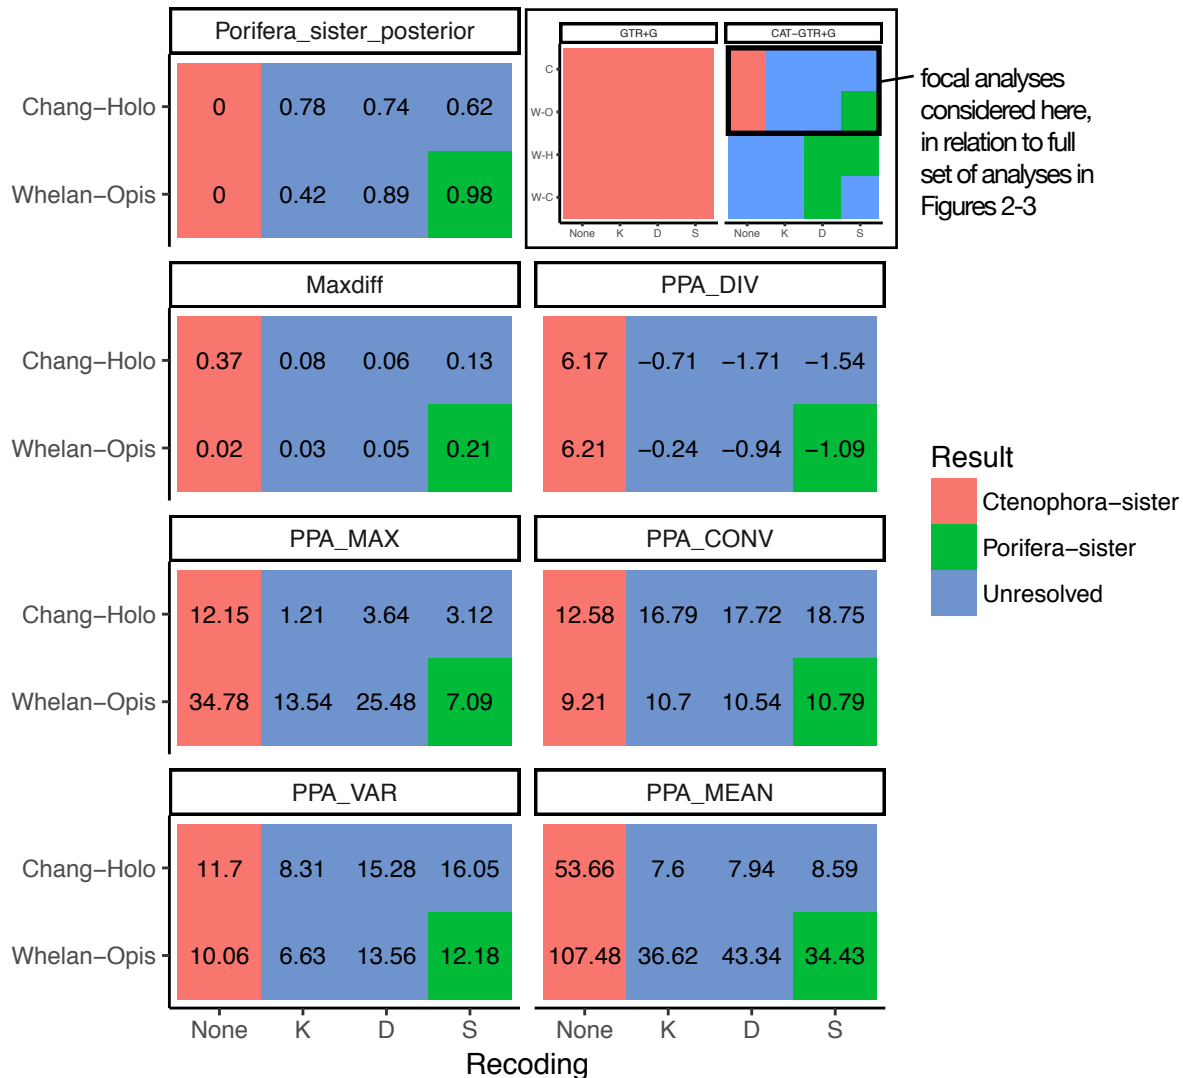 Porifera_sister_posterior
Chang−Holo 0 0.78 0.74 0.62
Whelan−Opis 0 0.42 0.89 0.98
GTR+G CAT−GTR+G
C
W−O
W−H
W−C
None K D S None K D S
focal analyses
considered here,
in relation to full
set of analyses in
Figures 2-3
Maxdiff PPA_DIV
Chang−Holo 0.37 0.08 0.06 0.13 6.17 −0.71 −1.71 −1.54
Whelan−Opis 0.02 0.03 0.05 0.21 6.21 −0.24 −0.94 −1.09
PPA_MAX PPA_CONV
Chang−Holo 12.15 1.21 3.64 3.12 12.58 16.79 17.72 18.75
Whelan−Opis 34.78 13.54 25.48 7.09 9.21 10.7 10.54 10.79
PPA_VAR PPA_MEAN
Chang−Holo 11.7 8.31 15.28 16.05 53.66 7.6 7.94 8.59
Whelan−Opis 10.06 6.63 13.56 12.18 107.48 36.62 43.34 34.43
None K D S None K D S
Recoding
Result
Ctenophora−sister
Porifera−sister
Unresolved